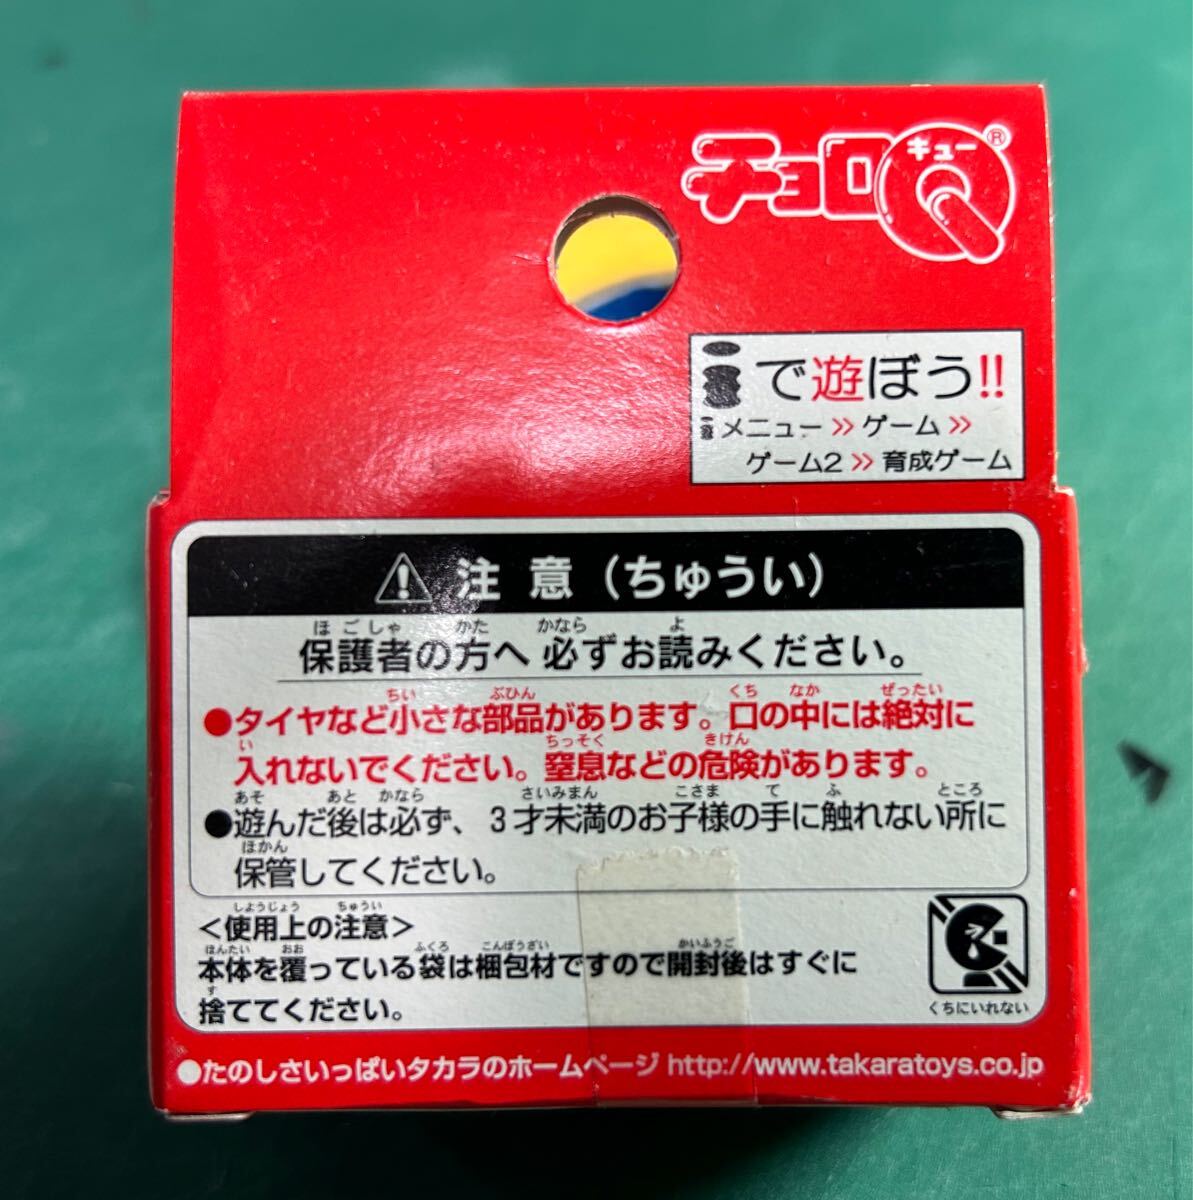 チョロQ®
キュー
iで遊ぼう!!
iメニュー >> ゲーム >>
ゲーム2 >> 育成ゲーム
注意(ちゅうい)
ほごしゃ かた かなら よ
保護者の方へ 必ずお読みください。
ちい ぶひん くち なか ぜったい
●タイヤなど小さな部品があります。口の中には絶対に
い ちっそく きけん
入れないでください。窒息などの危険があります。
あそ あと かなら さいみまん こさま て ふ ところ
●遊んだ後は必ず、3才未満のお子様の手に触れない所に
ほかん
保管してください。
しようじょう ちゅうい
<使用上の注意>
ほんたい おお ふくろ こんぽうざい かいふうご
本体を覆っている袋は梱包材ですので開封後はすぐに
す
捨ててください。
くちにいれない
●たのしさいっぱいタカラのホームページ http://www.takaratoys.co.jp